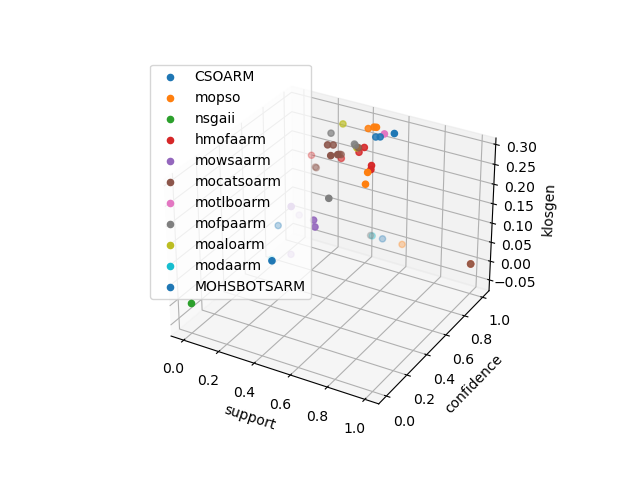 CSOARM
mopso
nsgaii
hmofaarm
mowsaarm
mocatsoarm
motlboarm
mofpaarm
moaloarm
modaarm
MOHSBOTSARM
0.30
0.25
0.20
0.15
0.10
0.05
0.00
−0.05
klosgen
0.0
0.2
0.4
0.6
0.8
1.0
support
0.0
0.2
0.4
0.6
0.8
1.0
confidence